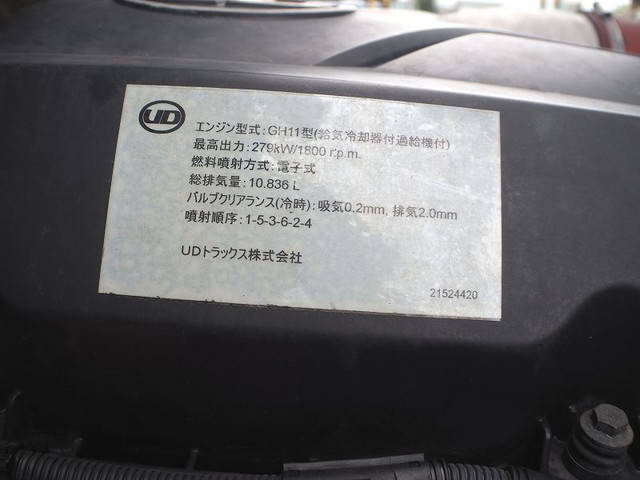 UD
エンジン型式:GH11型(給気冷却器付過給機付)
最高出力:279kW/1800 r.p.m.
燃料噴射方式:電子式
総排気量:10.836 L
バルブクリアランス(冷時):吸気0.2mm, 排気2.0mm
噴射順序:1-5-3-6-2-4
UDトラックス株式会社
21524420